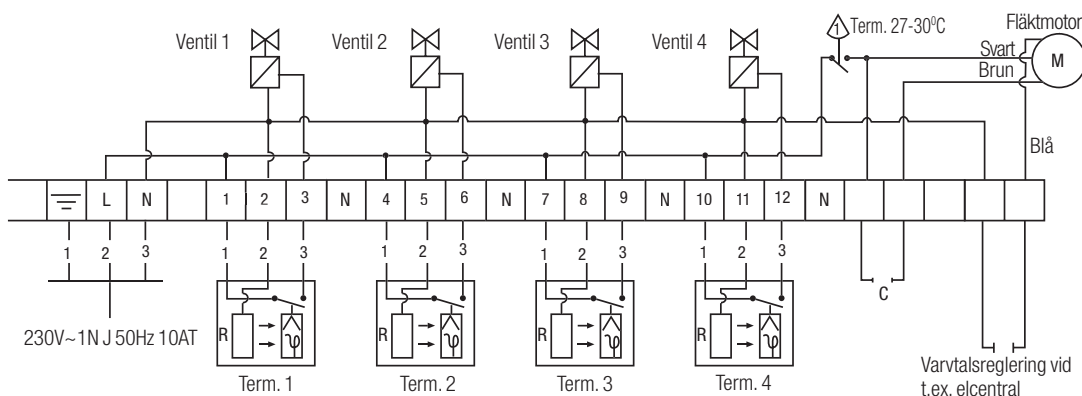 Ventil 1
Ventil 2
Ventil 3
Ventil 4
1
Term. 27-30⁰C
Fläktmotor
Svart
Brun
M
Blå
L N 1 2 3 N 4 5 6 N 7 8 9 N 10 11 12 N
1 2 3 1 2 3 1 2 3 1 2 3 1 2 3
C
R R R R
230V~1N J 50Hz 10AT
Term. 1
Term. 2
Term. 3
Term. 4
Varvtalsreglering vid
t.ex. elcentral